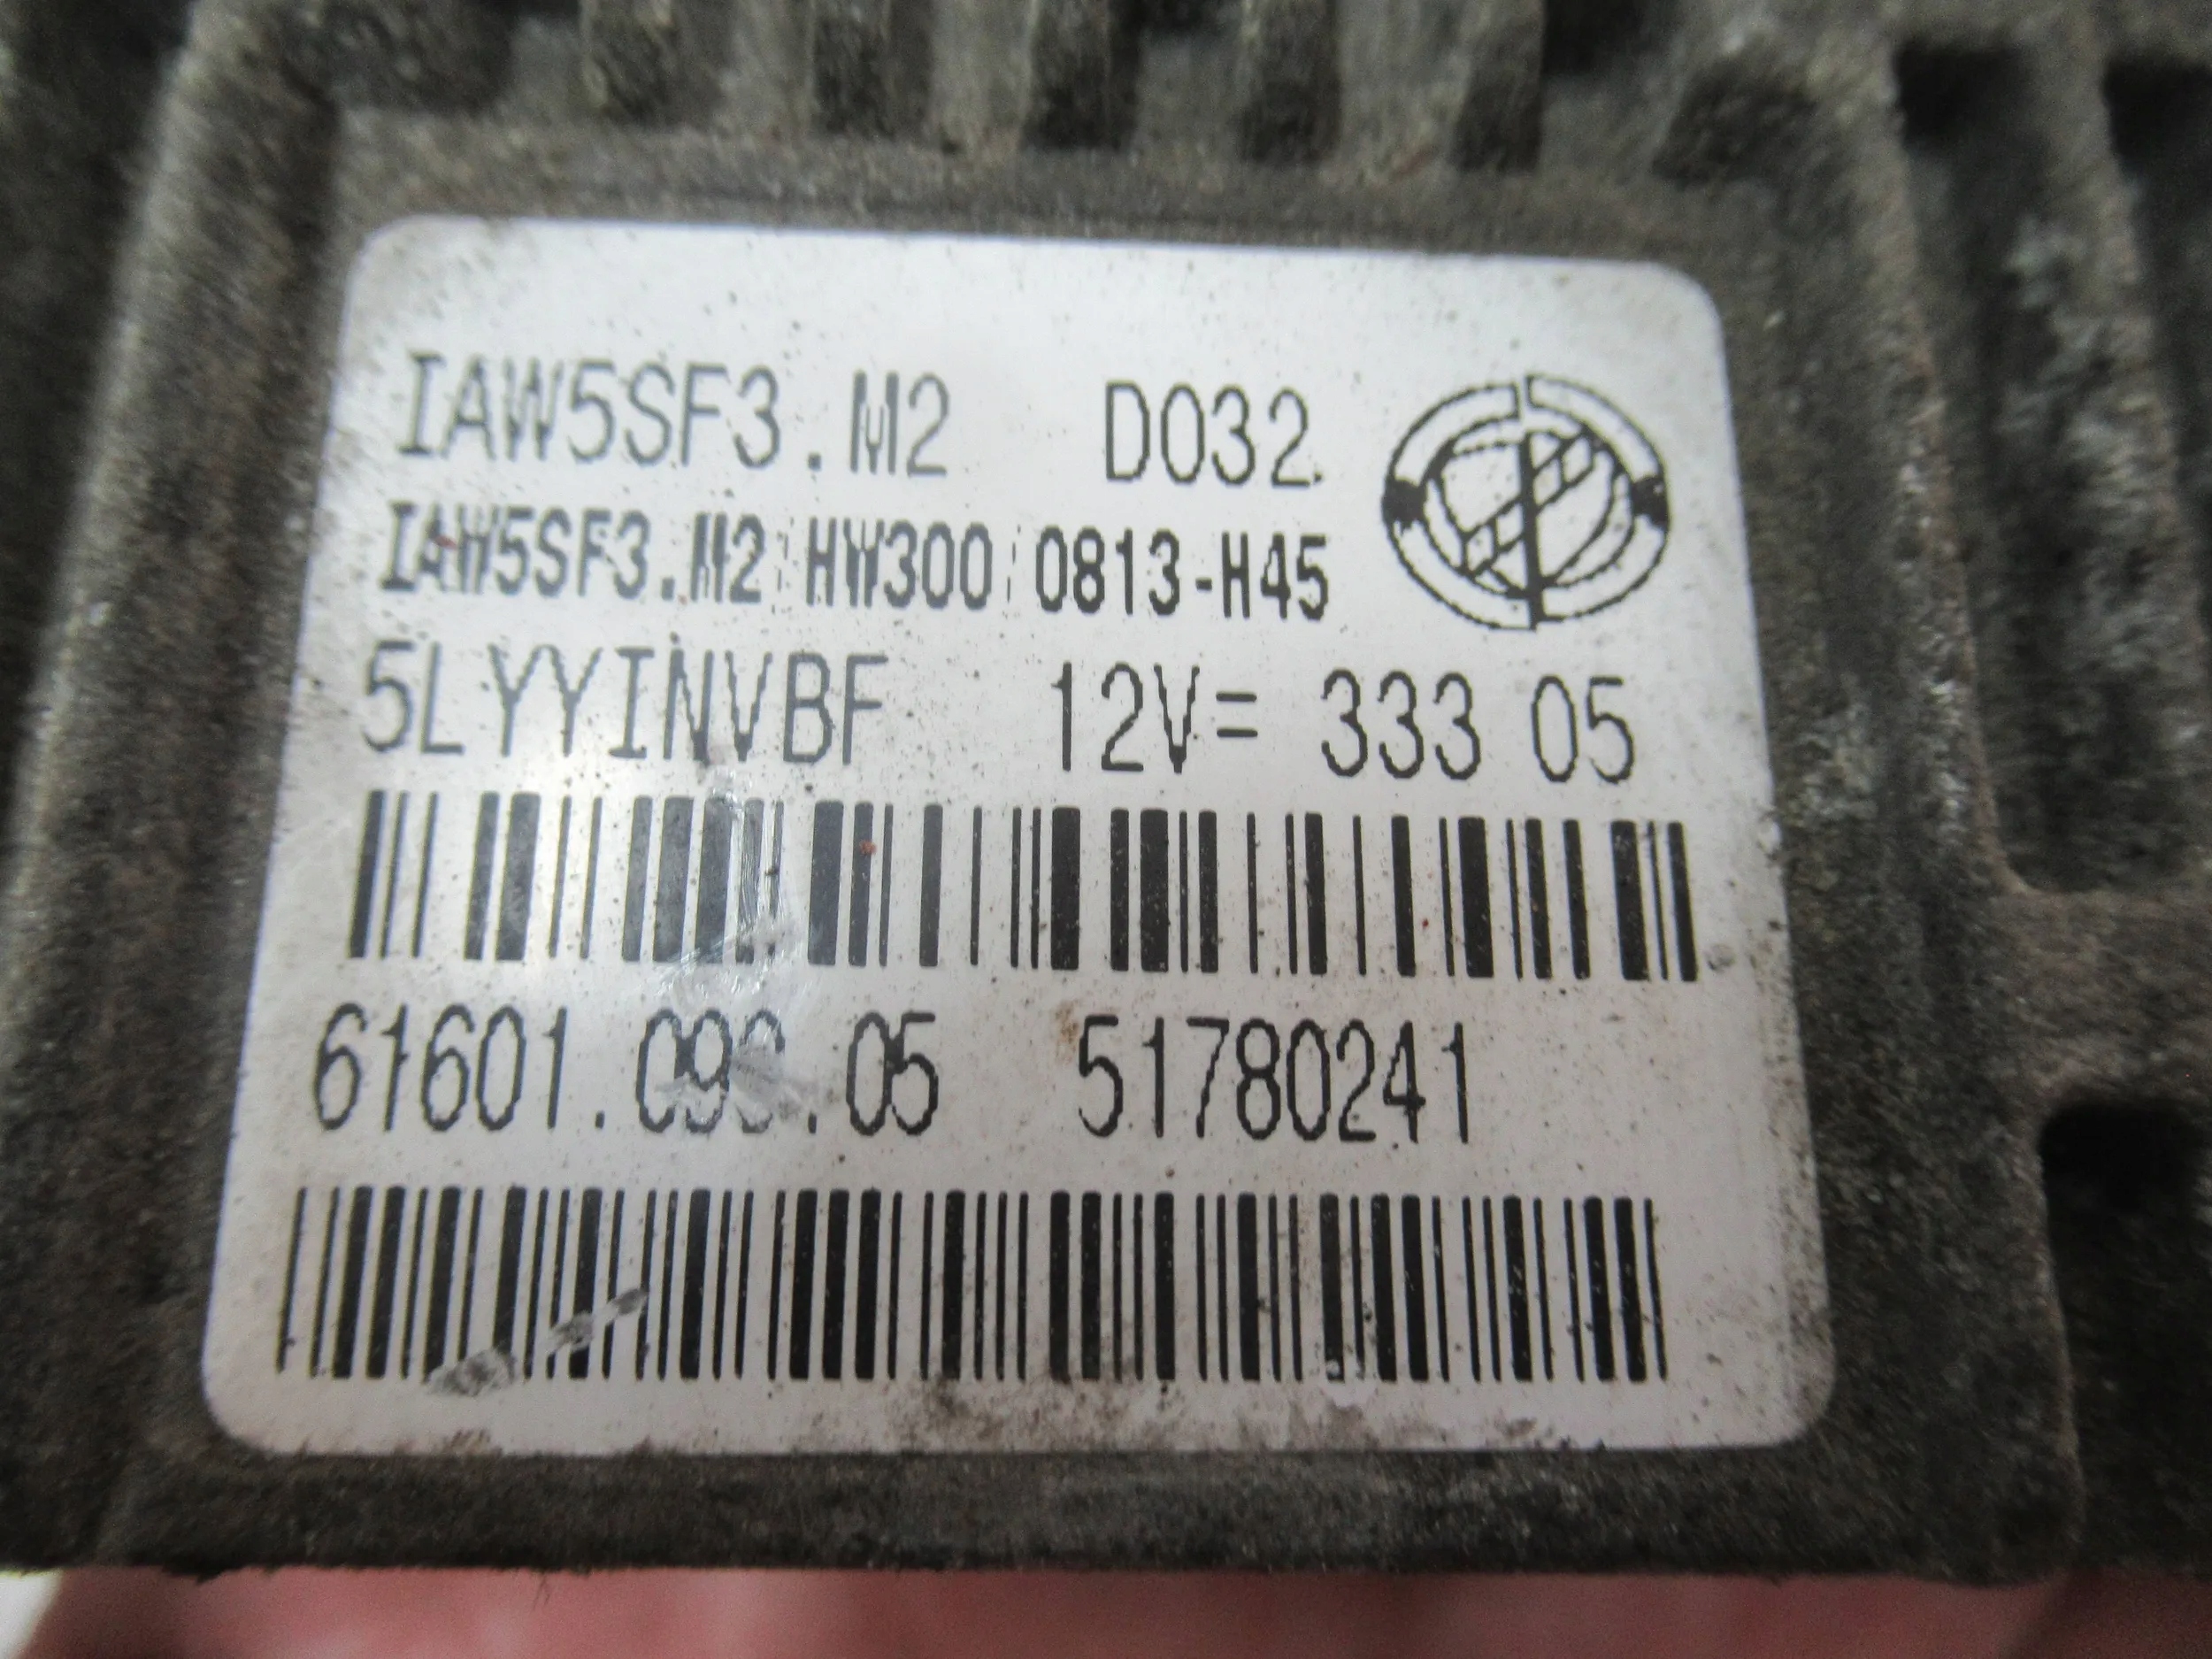 IAW5SF3.M2 D032
IAW5SF3.M2 HW300 0813-H45
5LYYINVBF 12V= 333 05
51780241